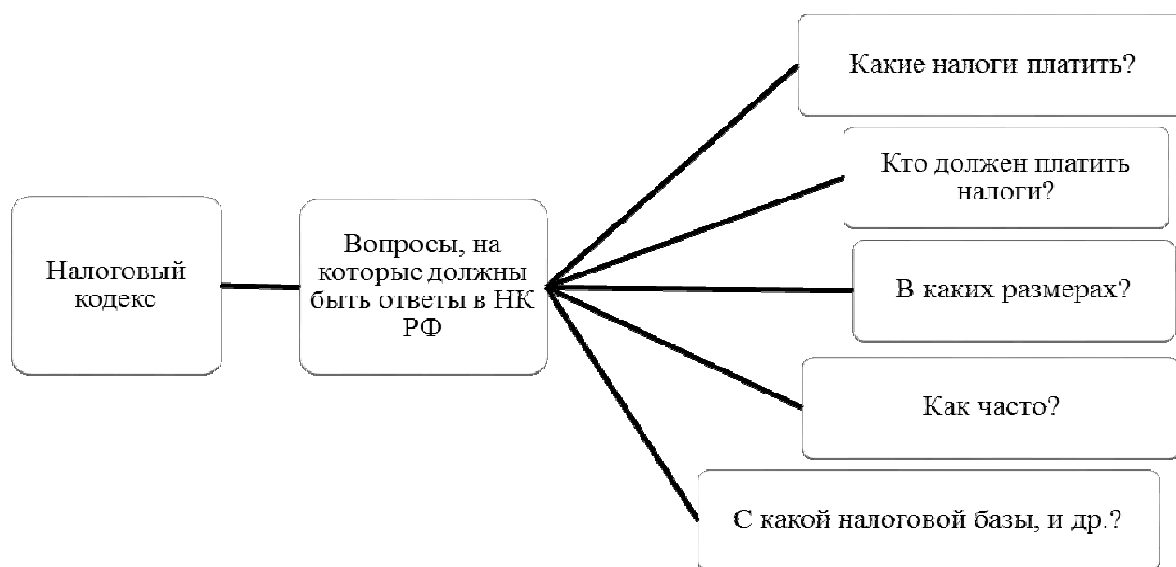 Налоговый
кодекс
Вопросы, на
которые должны
быть ответы в НК
РФ
Какие налоги платить?
Кто должен платить
налоги?
В каких размерах?
Как часто?
С какой налоговой базы, и др.?